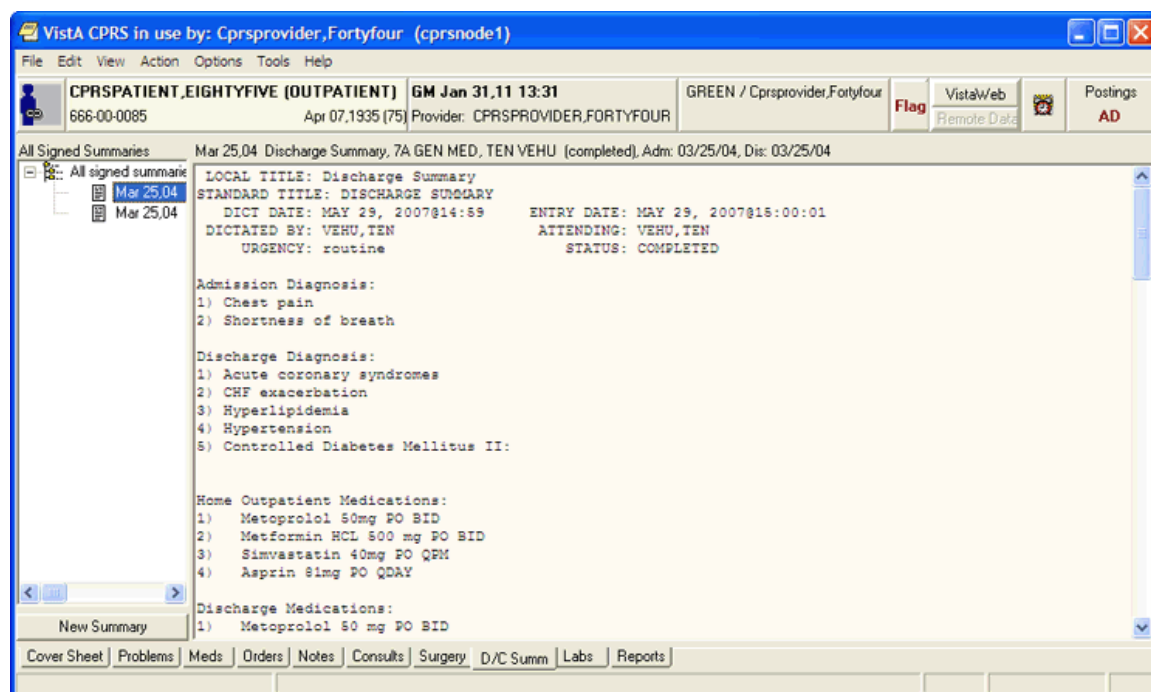 VistA CPRS in use by: Cprsprovider,Fortyfour (cprsnode1)
File Edit View Action Options Tools Help
CPRSPATIENT,EIGHTYFIVE (OUTPATIENT) GM Jan 31,11 13:31 GREEN / Cprsprovider,Fortyfour Flag VistaWeb Postings
666-00-0085 Apr 07,1935 (75) Provider: CPRSPROVIDER,FORTYFOUR Remote Data AD
All Signed Summaries Mar 25,04 Discharge Summary, 7A GEN MED, TEN VEHU (completed), Adm: 03/25/04, Dis: 03/25/04
All signed summarie
Mar 25,04
Mar 25,04
LOCAL TITLE: Discharge Summary
STANDARD TITLE: DISCHARGE SUMMARY
DICT DATE: MAY 29, 2007@14:59 ENTRY DATE: MAY 29, 2007@15:00:01
DICTATED BY: VEHU,TEN ATTENDING: VEHU,TEN
URGENCY: routine STATUS: COMPLETED
Admission Diagnosis:
1) Chest pain
2) Shortness of breath
Discharge Diagnosis:
1) Acute coronary syndromes
2) CHF exacerbation
3) Hyperlipidemia
4) Hypertension
5) Controlled Diabetes Mellitus II:
Home Outpatient Medications:
1) Metoprolol 50mg PO BID
2) Metformin HCL 500 mg PO BID
3) Simvastatin 40mg PO QPM
4) Asprin 81mg PO QDAY
Discharge Medications:
1) Metoprolol 50 mg PO BID
New Summary
Cover Sheet Problems Meds Orders Notes Consults Surgery D/C Summ Labs Reports